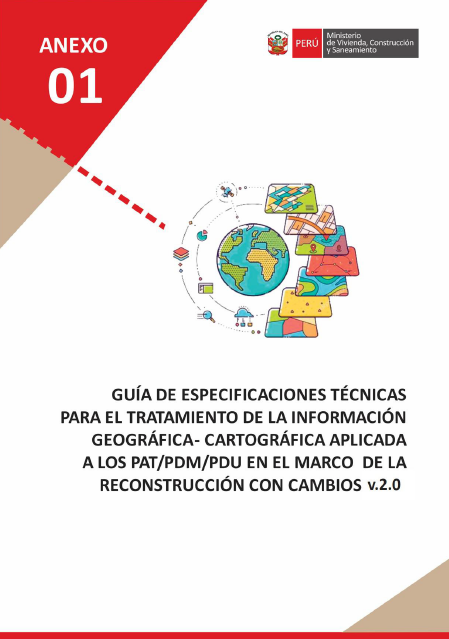 ANEXO
01
PERÚ
Ministerio
de Vivienda, Construcción
y Saneamiento
GUÍA DE ESPECIFICACIONES TÉCNICAS
PARA EL TRATAMIENTO DE LA INFORMACIÓN
GEOGRÁFICA- CARTOGRÁFICA APLICADA
A LOS PAT/PDM/PDU EN EL MARCO DE LA
RECONSTRUCCIÓN CON CAMBIOS v.2.0